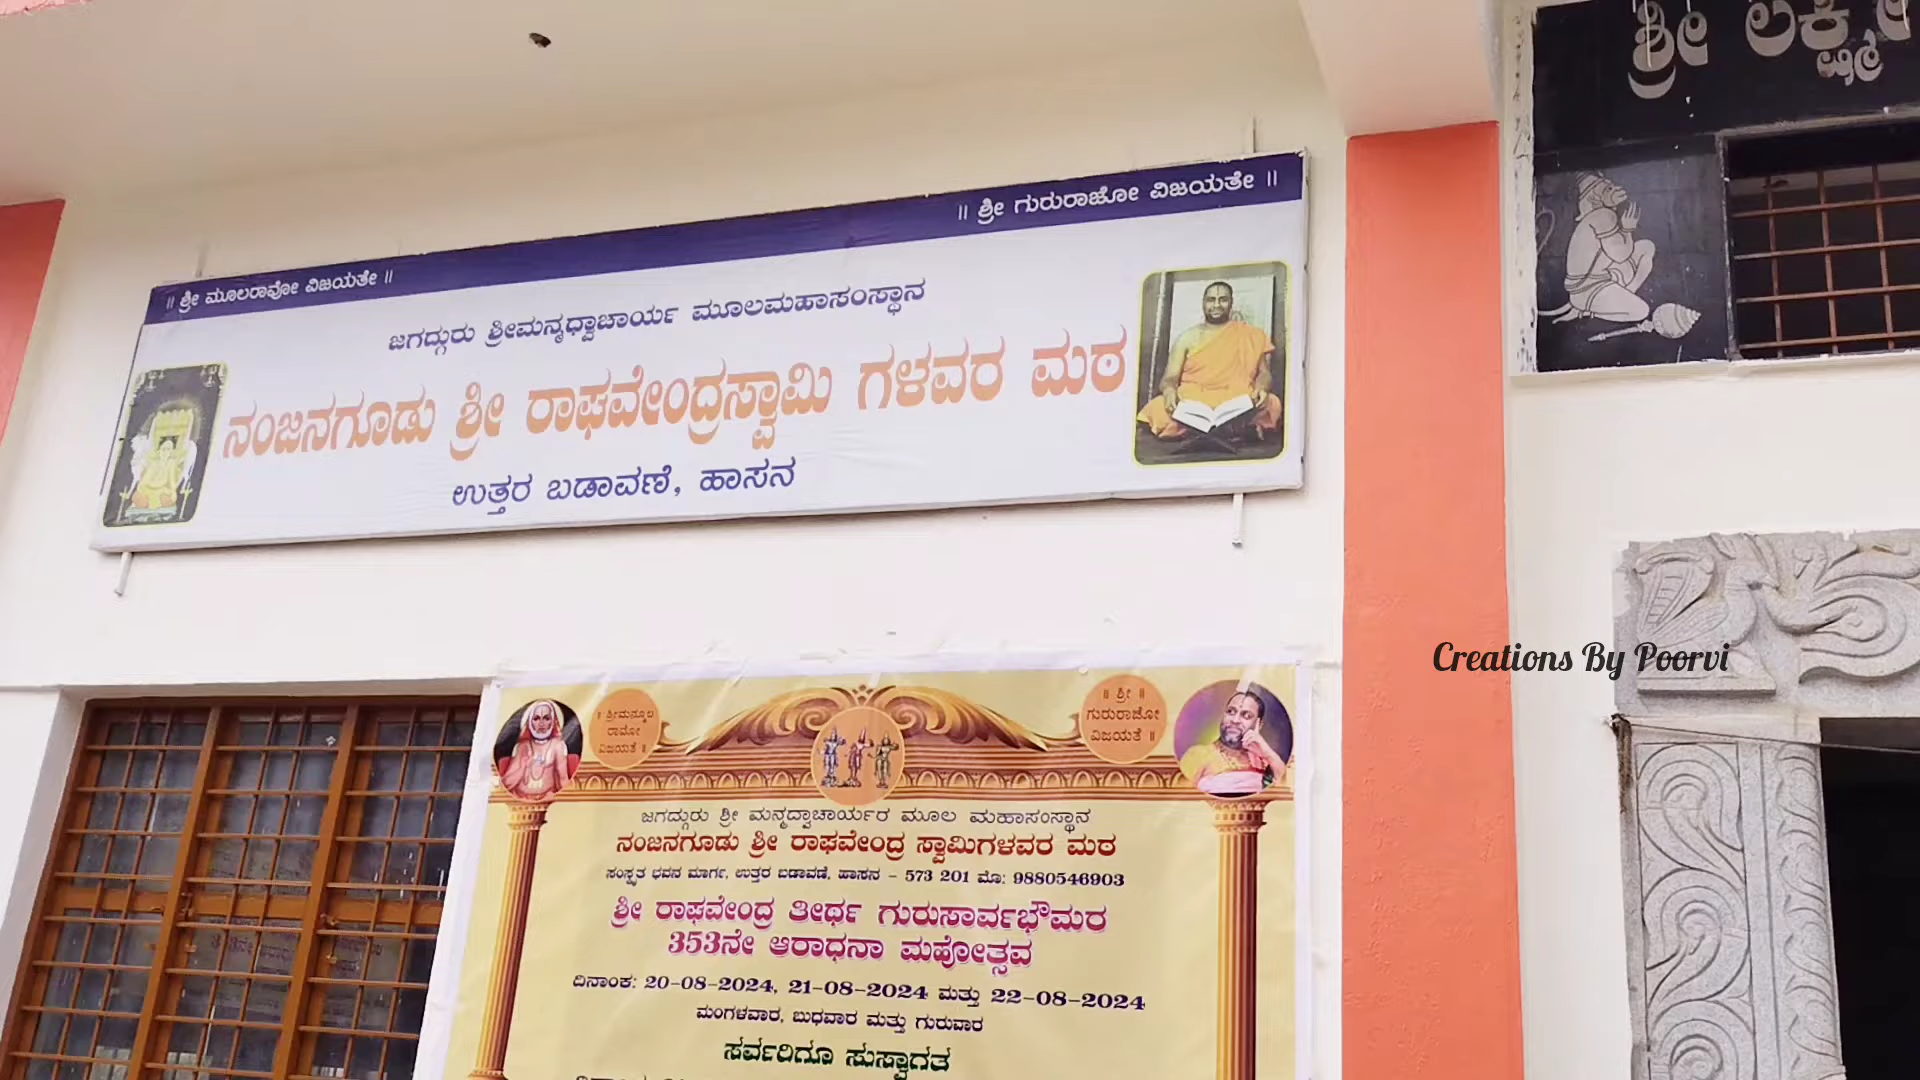 ॥ ಶ್ರೀ ಮೂಲರಾವೋ ವಿಜಯತೇ ॥
॥ ಶ್ರೀ ಗುರುರಾಜೋ ವಿಜಯತೇ ॥
ಜಗದ್ಗುರು ಶ್ರೀಮನ್ಮಧ್ವಾಚಾರ್ಯ ಮೂಲಮಹಾಸಂಸ್ಥಾನ
ನಂಜನಗೂಡು ಶ್ರೀ ರಾಘವೇಂದ್ರಸ್ವಾಮಿ ಗಳವರ ಮಠ
ಉತ್ತರ ಬಡಾವಣೆ, ಹಾಸನ
ಶ್ರೀ
Creations By Poorvi
॥ ಶ್ರೀಮನ್ಮೂಲ
ರಾಮೋ
ವಿಜಯತೆ ॥
॥ ಶ್ರೀ ॥
ಗುರುರಾಜೋ
ವಿಜಯತೆ ॥
ಜಗದ್ಗುರು ಶ್ರೀ ಮನ್ಮದ್ವಾಚಾರ್ಯರ ಮೂಲ ಮಹಾಸಂಸ್ಥಾನ
ನಂಜನಗೂಡು ಶ್ರೀ ರಾಘವೇಂದ್ರ ಸ್ವಾಮಿಗಳವರ ಮಠ
ಸಂಸ್ಕೃತ ಭವನ ಮಾರ್ಗ, ಉತ್ತರ ಬಡಾವಣೆ, ಹಾಸನ - 573 201 ಮೊ: 9880546903
ಶ್ರೀ ರಾಘವೇಂದ್ರ ತೀರ್ಥ ಗುರುಸಾರ್ವಭೌಮರ
353ನೇ ಆರಾಧನಾ ಮಹೋತ್ಸವ
ದಿನಾಂಕ: 20-08-2024, 21-08-2024 ಮತ್ತು 22-08-2024
ಮಂಗಳವಾರ, ಬುಧವಾರ ಮತ್ತು ಗುರುವಾರ
ಸರ್ವರಿಗೂ ಸುಸ್ವಾಗತ